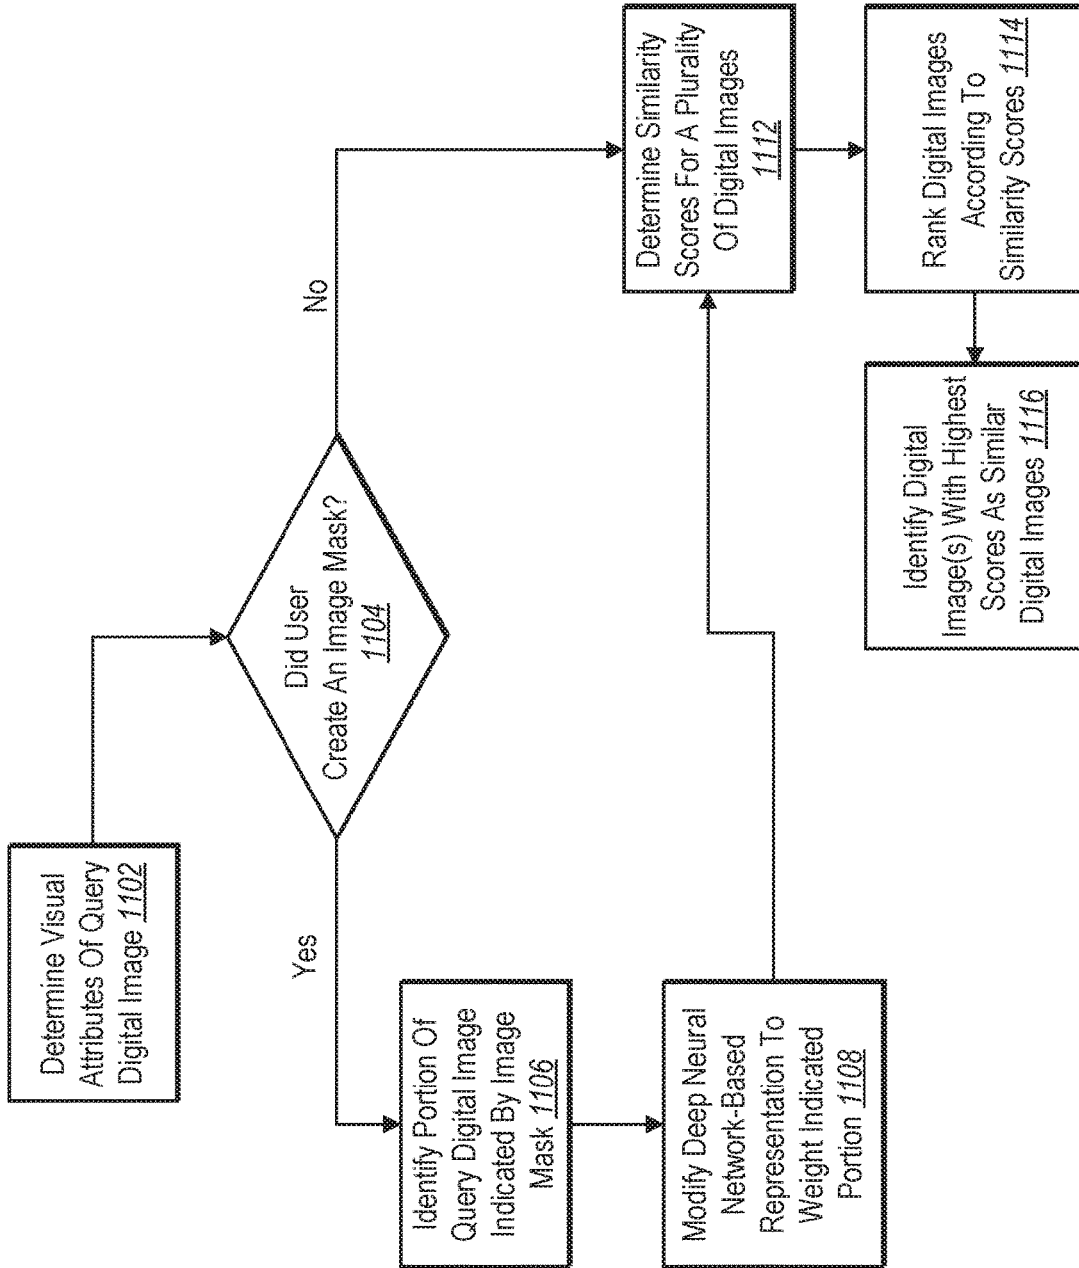 Determine Visual
Attributes Of Query
Digital Image 1102
Did User
Create An Image Mask?
1104
Yes
No
Identify Portion Of
Query Digital Image
Indicated By Image
Mask 1106
Modify Deep Neural
Network-Based
Representation To
Weight Indicated
Portion 1108
Determine Similarity
Scores For A Plurality
Of Digital Images
1112
Rank Digital Images
According To
Similarity Scores 1114
Identify Digital
Image(s) With Highest
Scores As Similar
Digital Images 1116